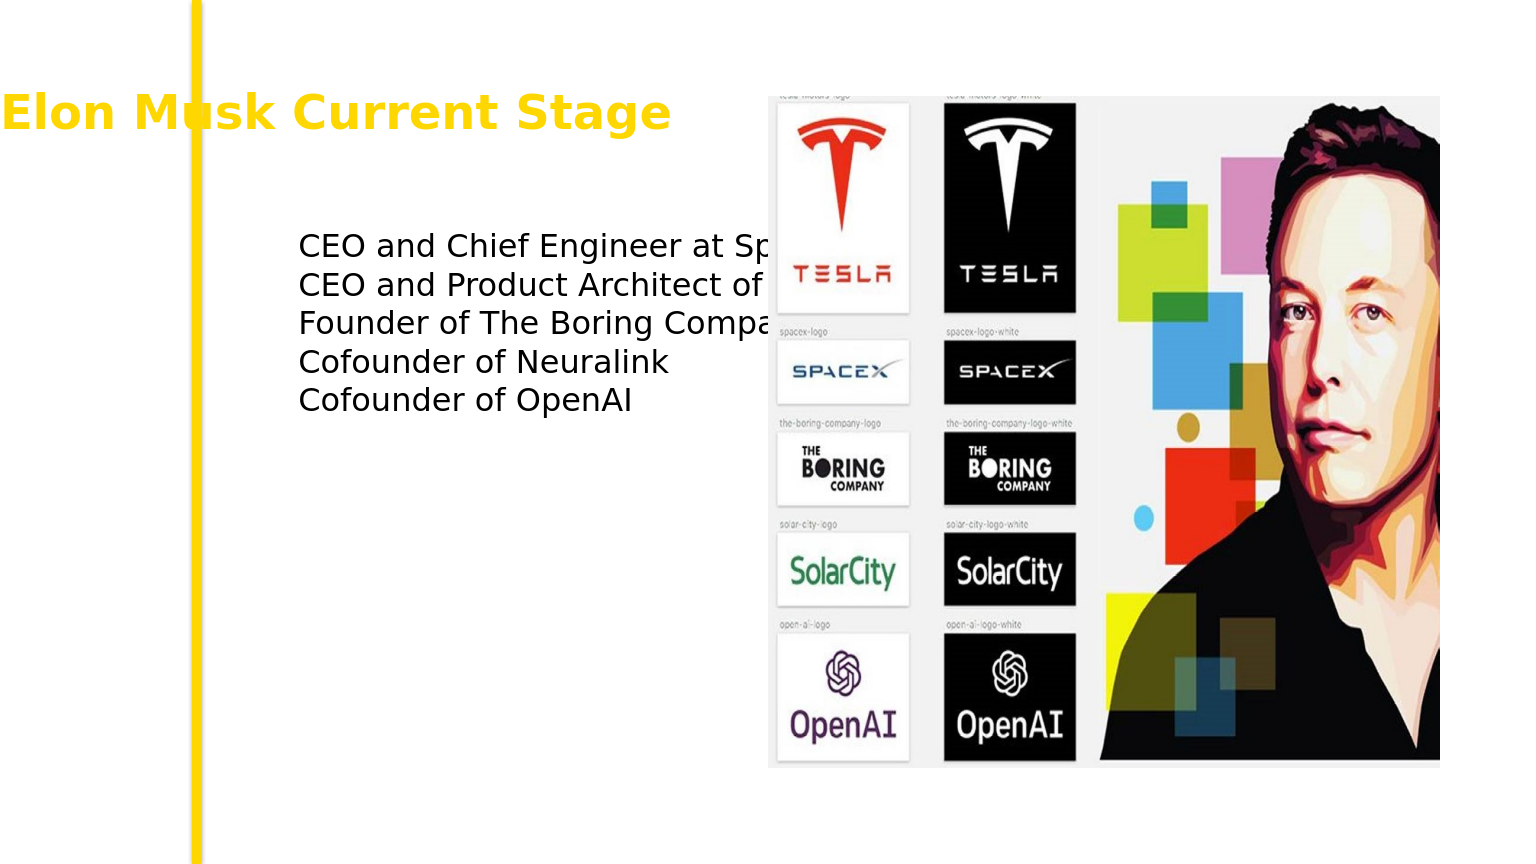 Elon Musk Current Stage
CEO and Chief Engineer at Sp
CEO and Product Architect of
Founder of The Boring Compa
Cofounder of Neuralink
Cofounder of OpenAI
tesla-motors-logo
tesla-motors-logo-white
TESLA
TESLA
spacex-logo
spacex-logo-white
SPACEX
SPACEX
the-boring-company-logo
the-boring-company-logo-white
THE
BORING
COMPANY
THE
BORING
COMPANY
solar-city-logo
solar-city-logo-white
SolarCity
SolarCity
open-ai-logo
open-ai-logo-white
OpenAI
OpenAI